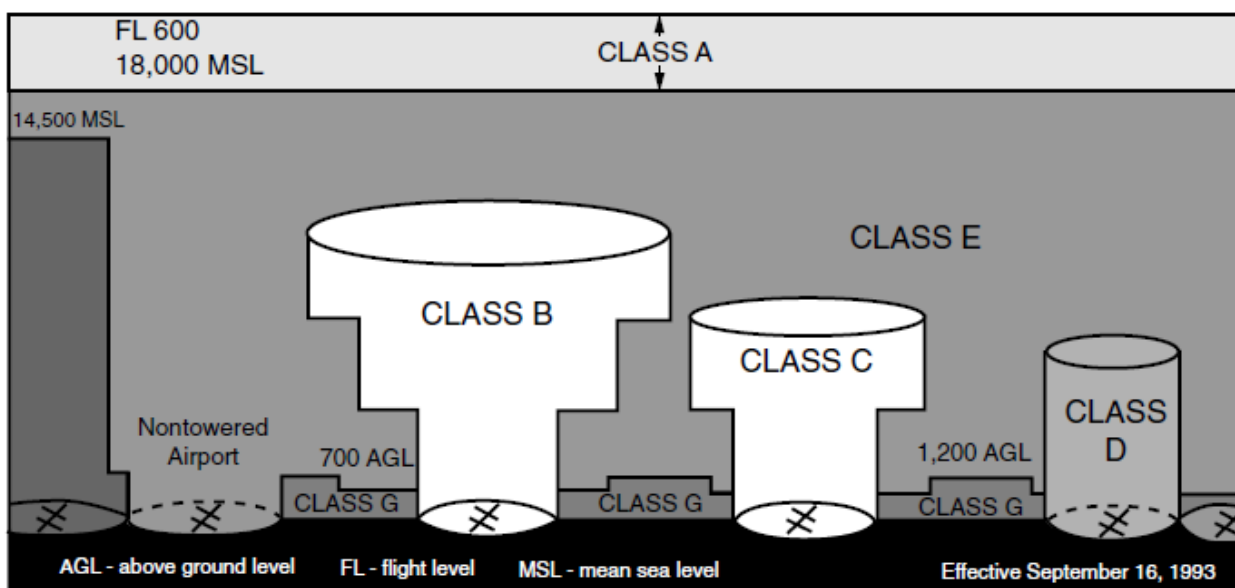 FL 600
18,000 MSL
CLASS A
14,500 MSL
CLASS E
CLASS B
CLASS C
CLASS
D
Nontowered
Airport
700 AGL
1,200 AGL
CLASS G
CLASS G
CLASS G
AGL - above ground level
FL - flight level
MSL - mean sea level
Effective September 16, 1993